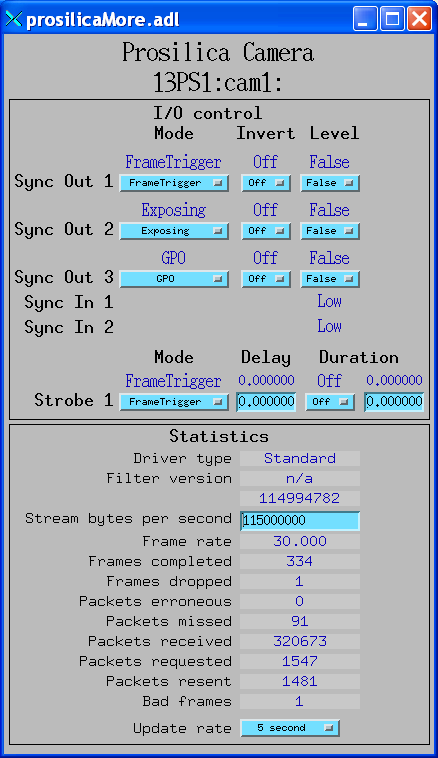 prosilicaMore.adl
Prosilica Camera
13PS1:cam1:
I/O control
Mode Invert Level
FrameTrigger Off False
Sync Out 1 FrameTrigger Off False
Exposing Off False
Sync Out 2 Exposing Off False
GPO Off False
Sync Out 3 GPO Off False
Sync In 1 Low
Sync In 2 Low
Mode Delay Duration
FrameTrigger 0.000000 Off 0.000000
Strobe 1 FrameTrigger 0.000000 Off 0.000000
Statistics
Driver type Standard
Filter version n/a
114994782
Stream bytes per second 115000000
Frame rate 30.000
Frames completed 334
Frames dropped 1
Packets erroneous 0
Packets missed 91
Packets received 320673
Packets requested 1547
Packets resent 1481
Bad frames 1
Update rate 5 second